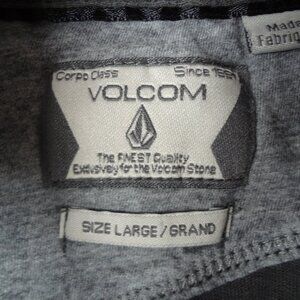 Made
Fabriq
Corpo Class Since 1991
VOLCOM
The FINEST Quality
Exclusively for the Volcom Stone
SIZE LARGE / GRAND